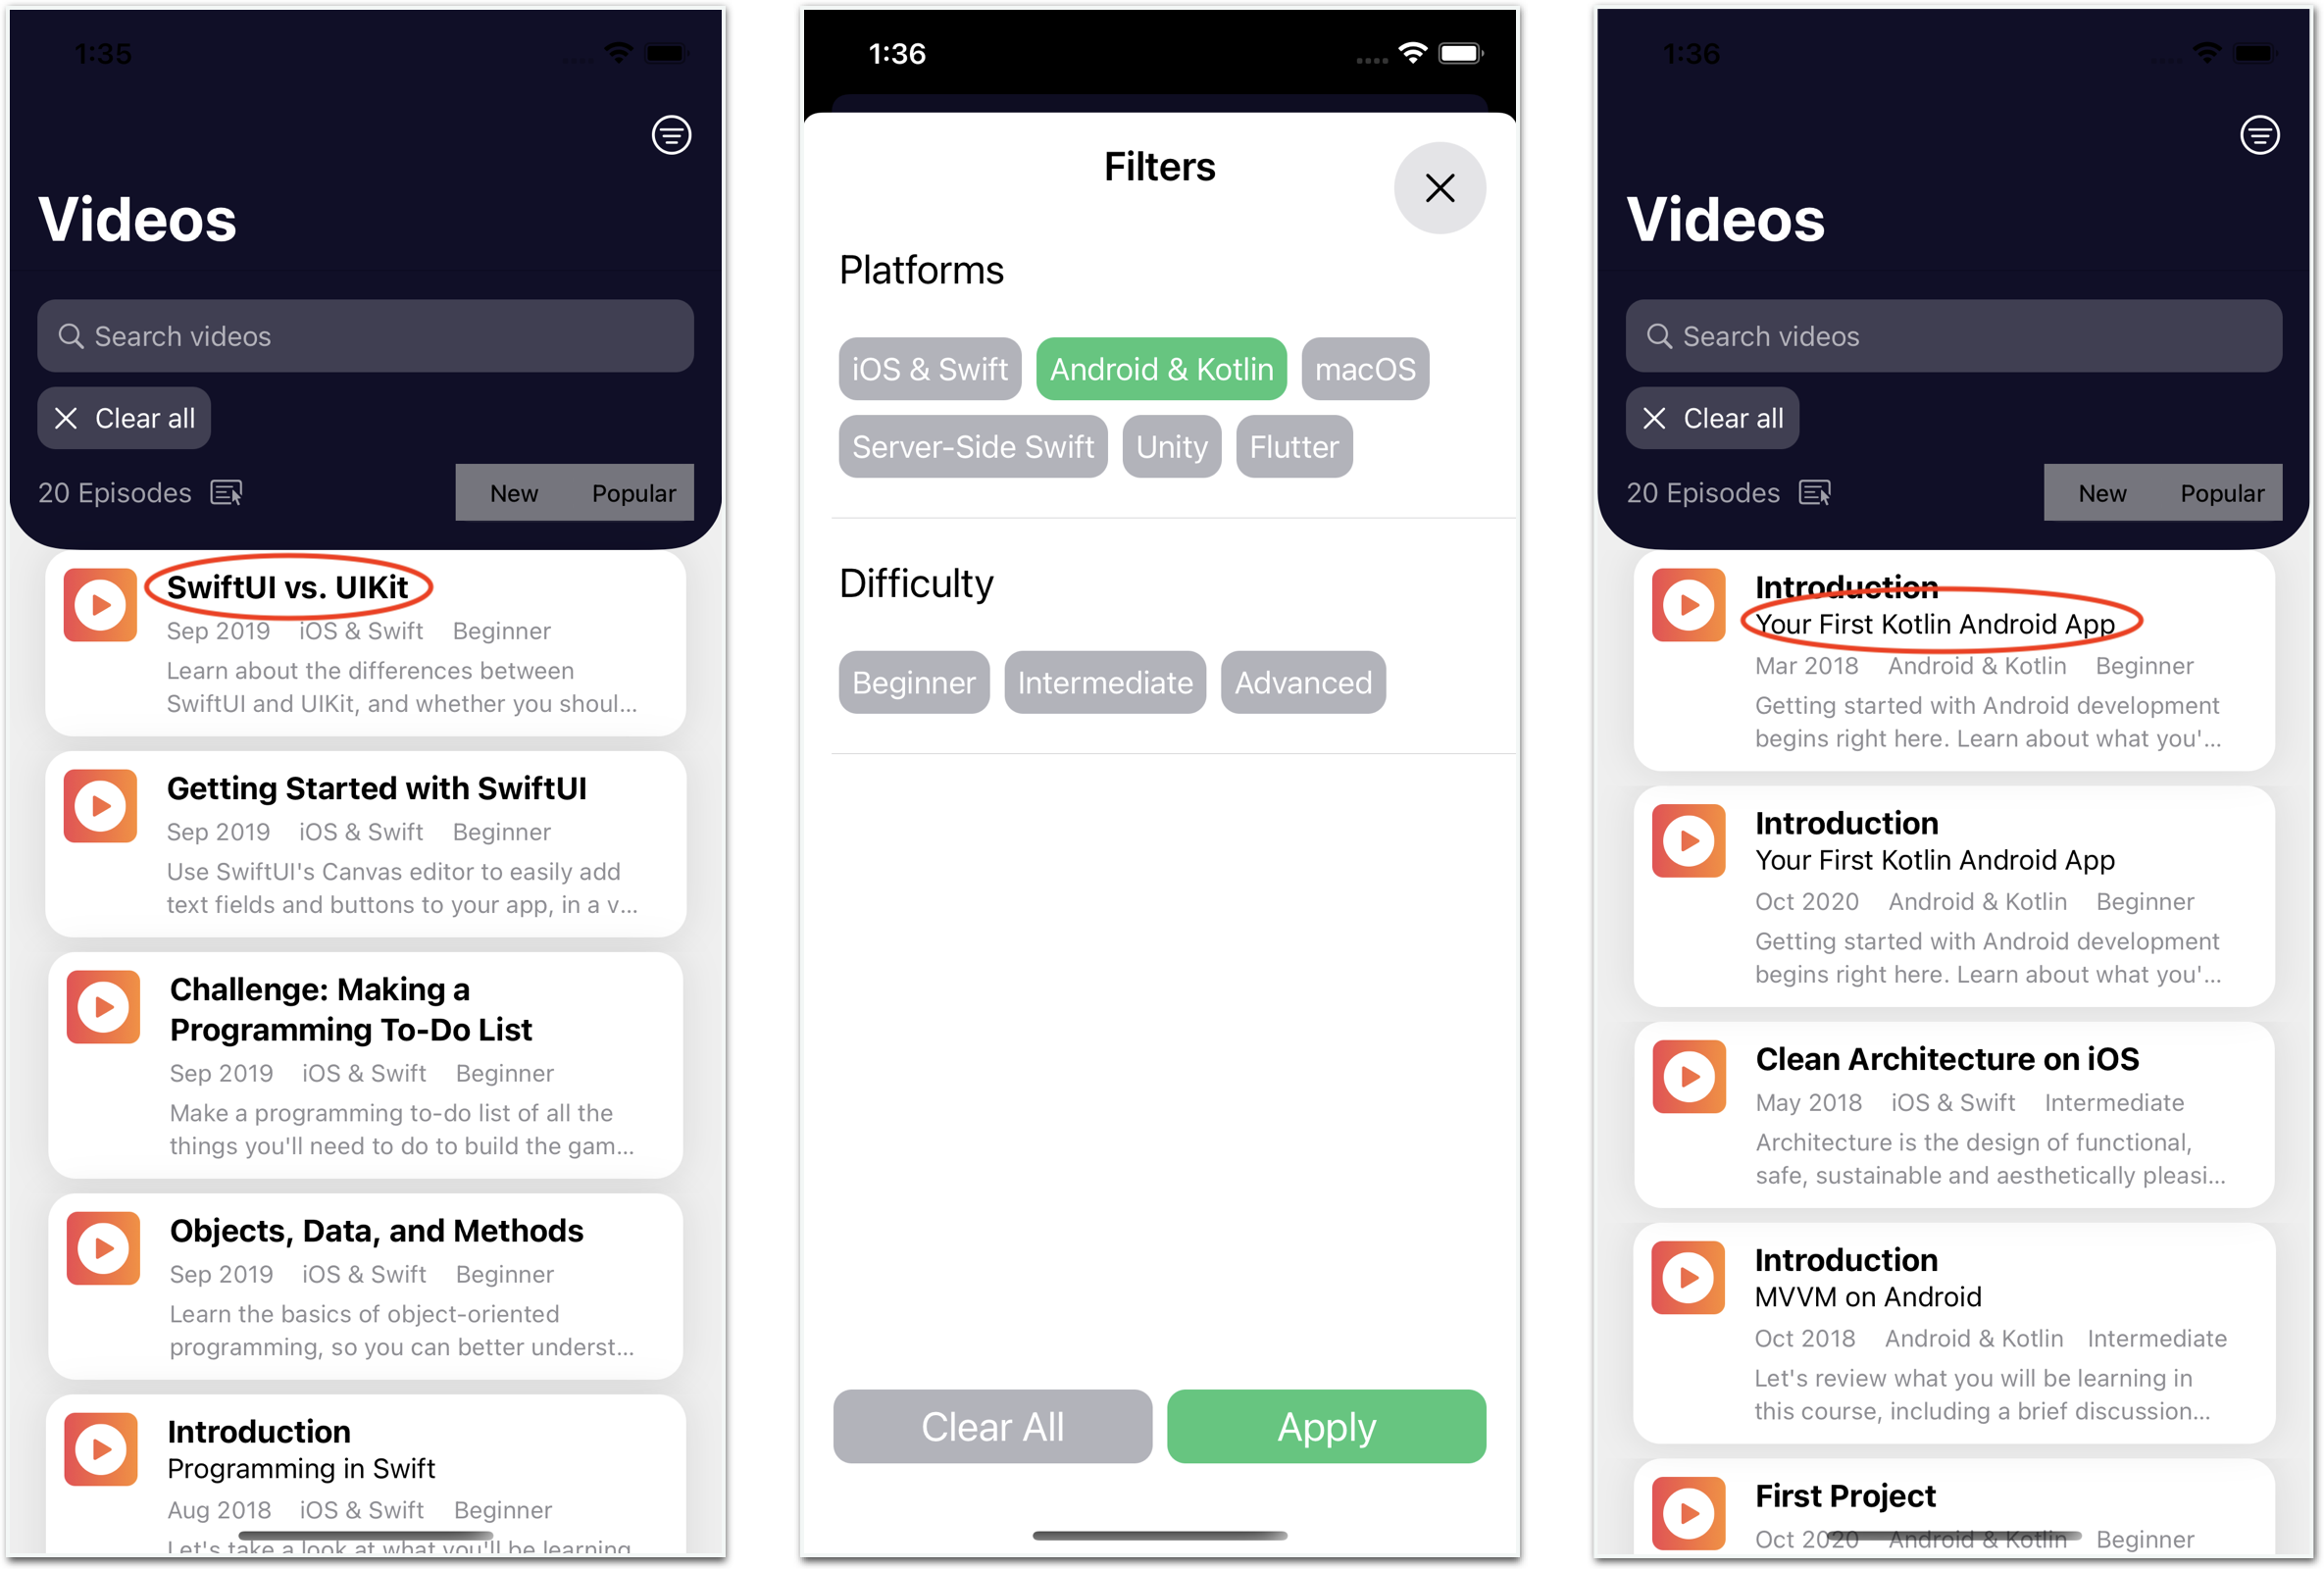 1:35
Videos
Search videos
Clear all
20 Episodes
New Popular
SwiftUI vs. UIKit
Sep 2019 iOS & Swift Beginner
Learn about the differences between
SwiftUI and UIKit, and whether you shoul...
Getting Started with SwiftUI
Sep 2019 iOS & Swift Beginner
Use SwiftUI's Canvas editor to easily add
text fields and buttons to your app, in a v...
Challenge: Making a
Programming To-Do List
Sep 2019 iOS & Swift Beginner
Make a programming to-do list of all the
things you'll need to do to build the gam...
Objects, Data, and Methods
Sep 2019 iOS & Swift Beginner
Learn the basics of object-oriented
programming, so you can better underst...
Introduction
Programming in Swift
Aug 2018 iOS & Swift Beginner
Let's take a look at what you'll be learning
1:36
Filters
Platforms
iOS & Swift Android & Kotlin macOS
Server-Side Swift Unity Flutter
Difficulty
Beginner Intermediate Advanced
Clear All Apply
1:36
Videos
Search videos
Clear all
20 Episodes
New Popular
Introduction
Your First Kotlin Android App
Mar 2018 Android & Kotlin Beginner
Getting started with Android development
begins right here. Learn about what you'...
Introduction
Your First Kotlin Android App
Oct 2020 Android & Kotlin Beginner
Getting started with Android development
begins right here. Learn about what you'...
Clean Architecture on iOS
May 2018 iOS & Swift Intermediate
Architecture is the design of functional,
safe, sustainable and aesthetically pleasi...
Introduction
MVVM on Android
Oct 2018 Android & Kotlin Intermediate
Let's review what you will be learning in
this course, including a brief discussion...
First Project
Oct 2020 Android & Kotlin Beginner